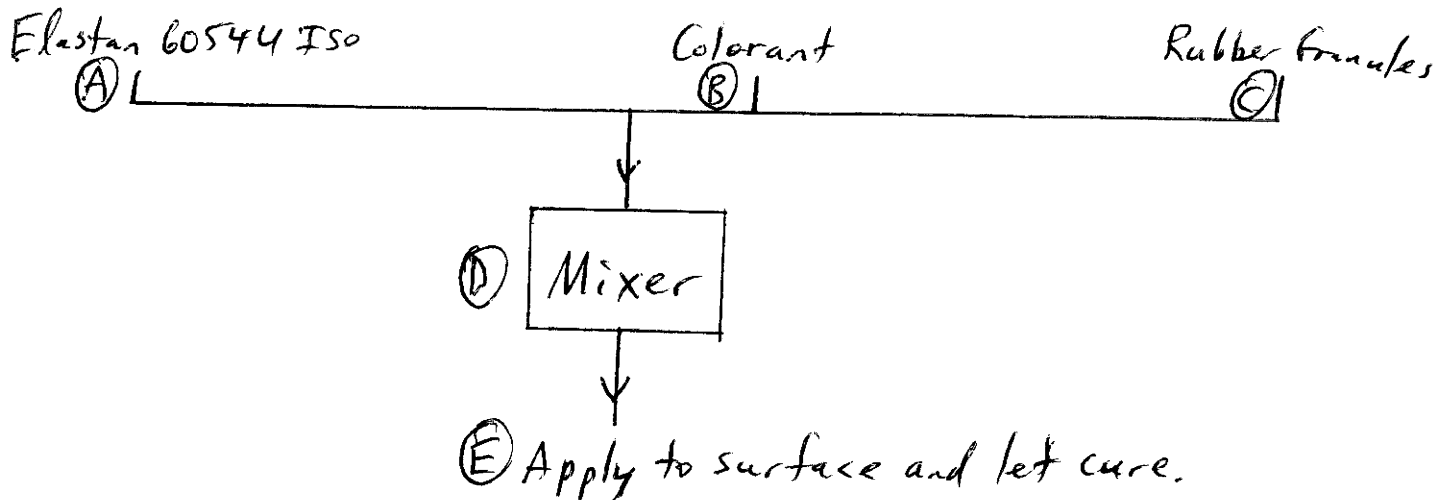 Elastan 60544 Iso
Colorant
Rubber Granules
A
B
C
D
Mixer
E Apply to surface and let cure.